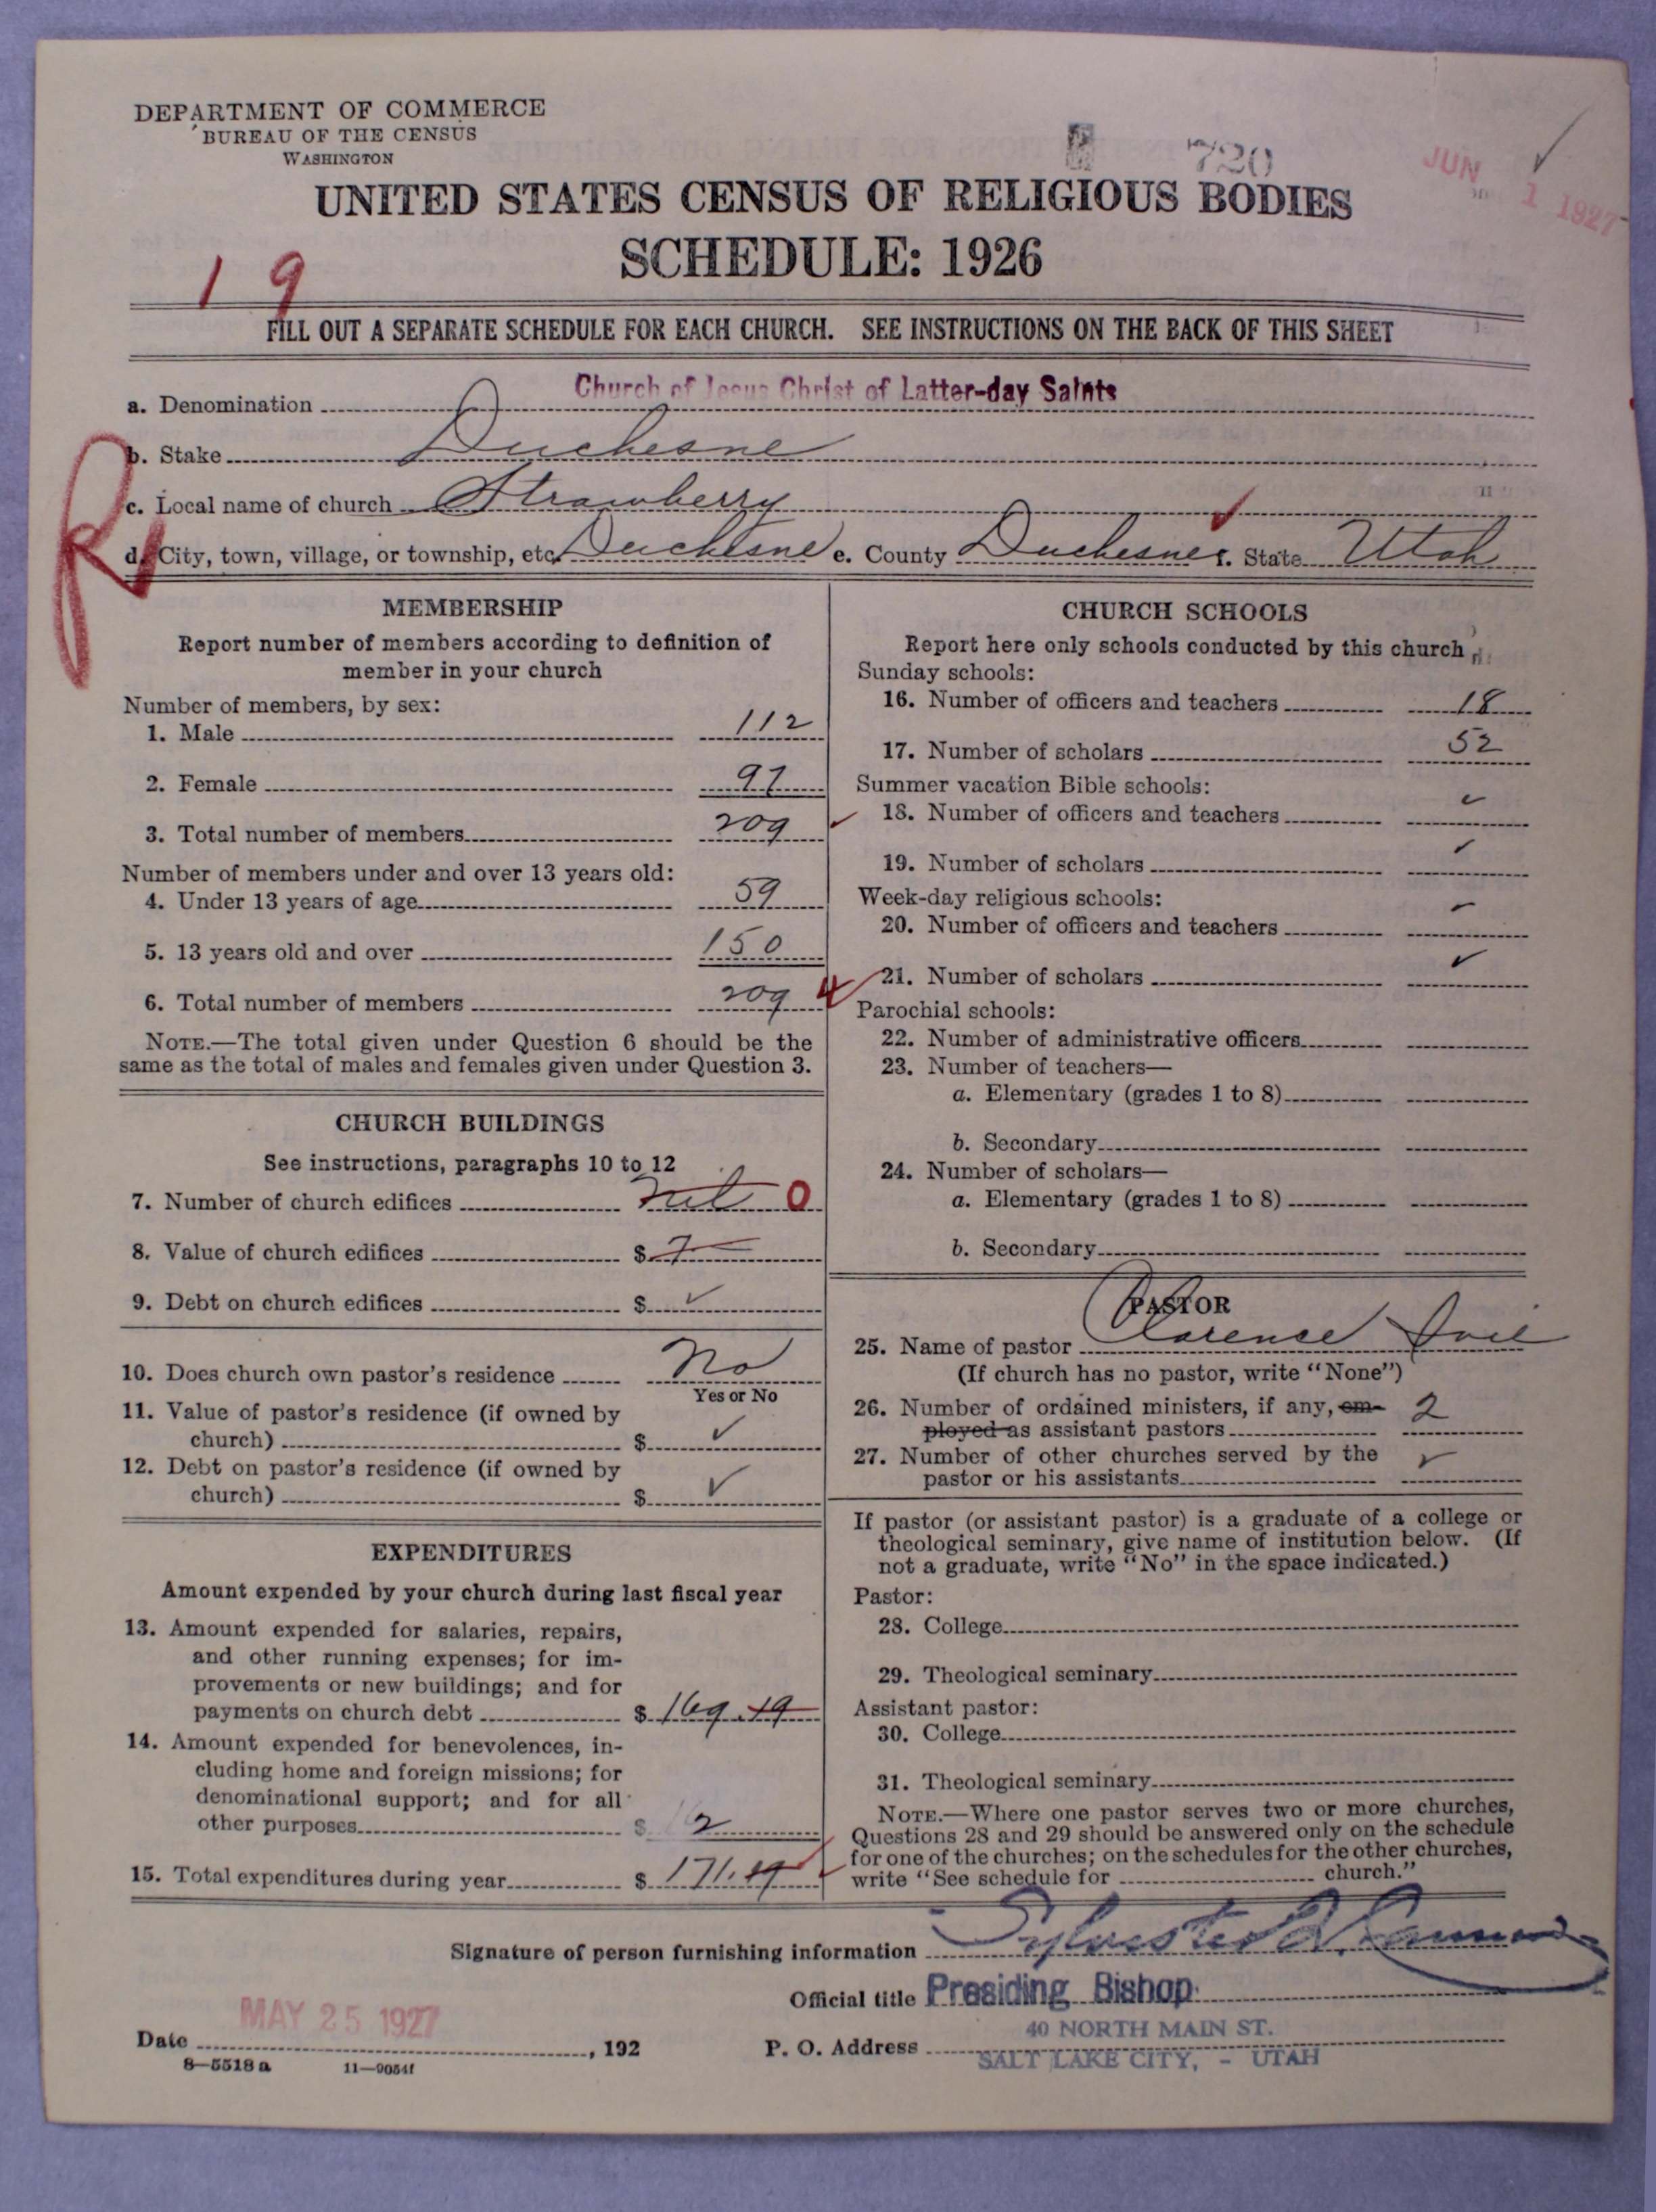 DEPARTMENT OF COMMERCE
BUREAU OF THE CENSUS
WASHINGTON
720
JUN 1 1927
UNITED STATES CENSUS OF RELIGIOUS BODIES
SCHEDULE: 1926
19
FILL OUT A SEPARATE SCHEDULE FOR EACH CHURCH. SEE INSTRUCTIONS ON THE BACK OF THIS SHEET
a. Denomination Church of Jesus Christ of Latter-day Saints
b. Stake Duchesne
c. Local name of church Strawberry
d. City, town, village, or township, etc. Duchesne e. County Duchesne f. State Utah
R
MEMBERSHIP
Report number of members according to definition of
member in your church
Number of members, by sex:
1. Male 112
2. Female 97
3. Total number of members 209
Number of members under and over 13 years old:
4. Under 13 years of age 59
5. 13 years old and over 150
6. Total number of members 209 4
NOTE.—The total given under Question 6 should be the
same as the total of males and females given under Question 3.
CHURCH BUILDINGS
See instructions, paragraphs 10 to 12
7. Number of church edifices nil 0
8. Value of church edifices $
9. Debt on church edifices $ ✓
10. Does church own pastor's residence No
Yes or No
11. Value of pastor's residence (if owned by
church) $ ✓
12. Debt on pastor's residence (if owned by
church) $ ✓
EXPENDITURES
Amount expended by your church during last fiscal year
13. Amount expended for salaries, repairs,
and other running expenses; for im-
provements or new buildings; and for
payments on church debt $ 169.19
14. Amount expended for benevolences, in-
cluding home and foreign missions; for
denominational support; and for all
other purposes $ 2
15. Total expenditures during year $ 171.19
CHURCH SCHOOLS
Report here only schools conducted by this church
Sunday schools:
16. Number of officers and teachers 18
17. Number of scholars 52
Summer vacation Bible schools:
18. Number of officers and teachers ✓
19. Number of scholars ✓
Week-day religious schools:
20. Number of officers and teachers ✓
21. Number of scholars ✓
Parochial schools:
22. Number of administrative officers
23. Number of teachers—
a. Elementary (grades 1 to 8)
b. Secondary
24. Number of scholars—
a. Elementary (grades 1 to 8)
b. Secondary
PASTOR
25. Name of pastor Clarence
(If church has no pastor, write "None")
26. Number of ordained ministers, if any, em- 2
ployed as assistant pastors
27. Number of other churches served by the
pastor or his assistants ✓
If pastor (or assistant pastor) is a graduate of a college or
theological seminary, give name of institution below. (If
not a graduate, write "No" in the space indicated.)
Pastor:
28. College
29. Theological seminary
Assistant pastor:
30. College
31. Theological seminary
NOTE.—Where one pastor serves two or more churches,
Questions 28 and 29 should be answered only on the schedule
for one of the churches; on the schedules for the other churches,
write "See schedule for church."
Signature of person furnishing information Sylvester Q. Cannon
Official title Presiding Bishop
Date MAY 25 1927, 192
P. O. Address 40 NORTH MAIN ST.
SALT LAKE CITY, - UTAH
8—5518a 11—9054f